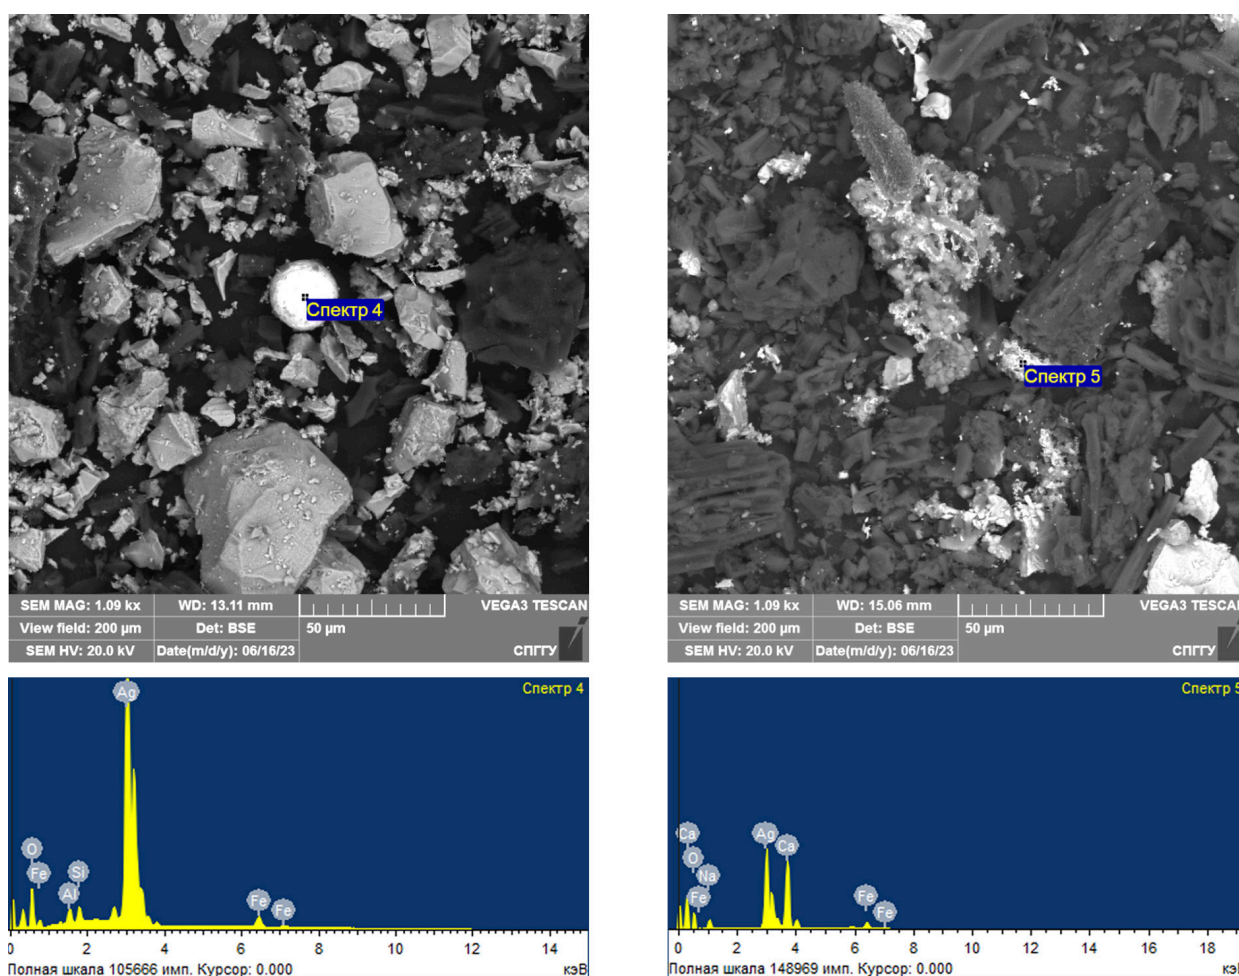 Спектр 4
SEM MAG: 1.09 kx WD: 13.11 mm VEGA3 TESCAN
View field: 200 µm Det: BSE 50 µm
SEM HV: 20.0 kV Date(m/d/y): 06/16/23 СПГГУ
Спектр 5
SEM MAG: 1.09 kx WD: 15.06 mm VEGA3 TESCA
View field: 200 µm Det: BSE 50 µm
SEM HV: 20.0 kV Date(m/d/y): 06/16/23 СПГГУ
Спектр 4
Ag
O
Fe Si
Al Fe Fe
0 2 4 6 8 10 12 14
Полная шкала 105666 имп. Курсор: 0.000 кэВ
Спектр 5
Ca Ag
O Ca
Na
Fe Fe Fe
0 2 4 6 8 10 12 14 16 18
Полная шкала 148969 имп. Курсор: 0.000 кэ